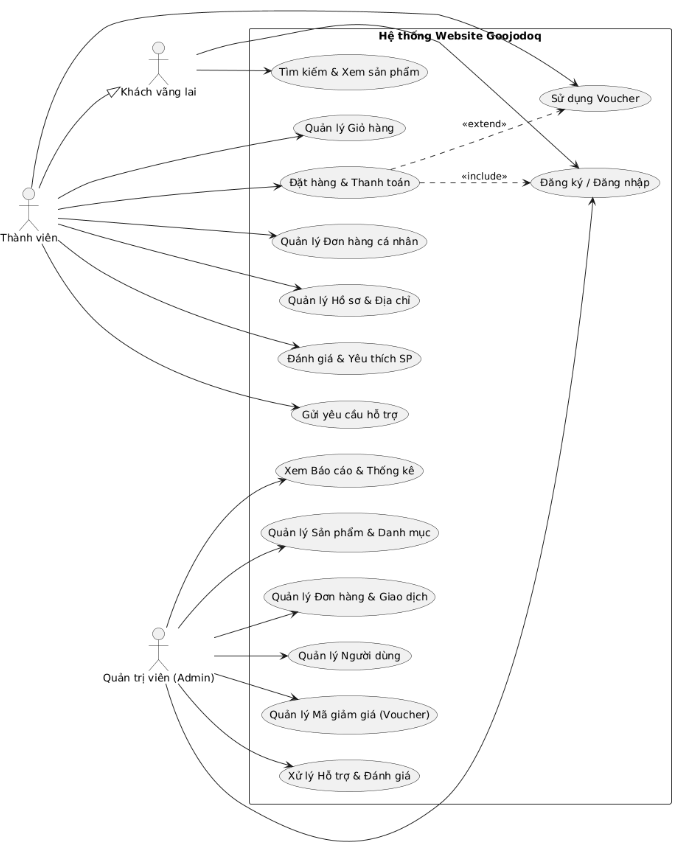 Hệ thống Website Goojodoq
Khách vãng lai
Tìm kiếm & Xem sản phẩm
Sử dụng Voucher
«extend»
Quản lý Giỏ hàng
Đặt hàng & Thanh toán
«include»
Đăng ký / Đăng nhập
Thành viên
Quản lý Đơn hàng cá nhân
Quản lý Hồ sơ & Địa chỉ
Đánh giá & Yêu thích SP
Gửi yêu cầu hỗ trợ
Xem Báo cáo & Thống kê
Quản lý Sản phẩm & Danh mục
Quản lý Đơn hàng & Giao dịch
Quản lý Người dùng
Quản trị viên (Admin)
Quản lý Mã giảm giá (Voucher)
Xử lý Hỗ trợ & Đánh giá